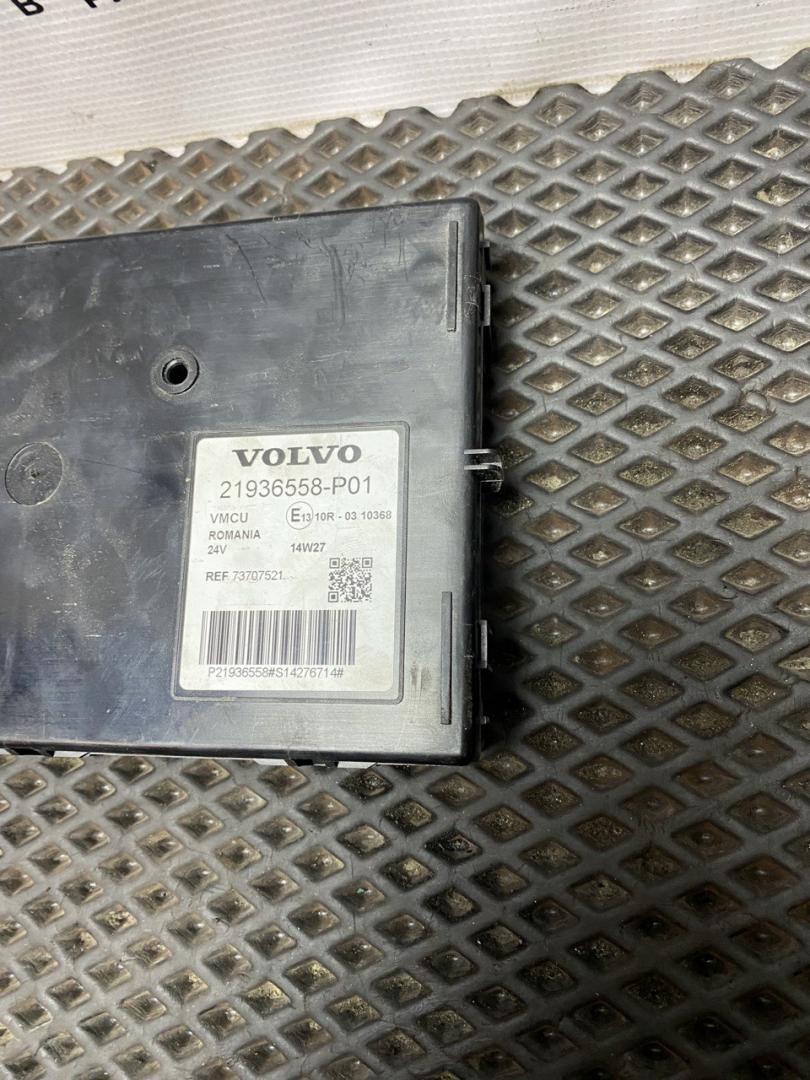 VOLVO
21936558-P01
VMCU E13 10R - 03 10368
ROMANIA
24V 14W27
REF 73707521
P21936558#S14276714#